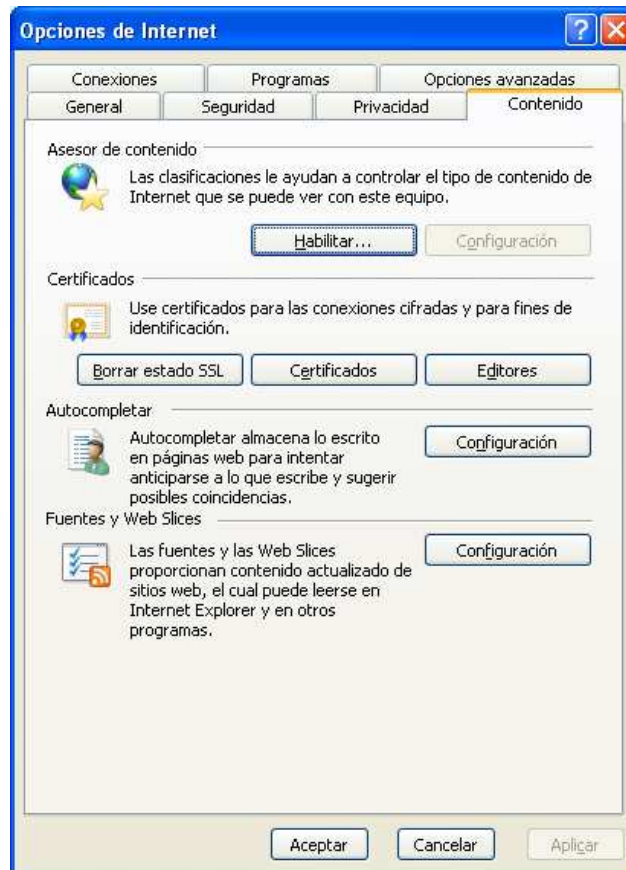 Opciones de Internet
Conexiones Programas Opciones avanzadas
General Seguridad Privacidad Contenido
Asesor de contenido
Las clasificaciones le ayudan a controlar el tipo de contenido de
Internet que se puede ver con este equipo.
Habilitar... Configuración
Certificados
Use certificados para las conexiones cifradas y para fines de
identificación.
Borrar estado SSL Certificados Editores
Autocompletar
Autocompletar almacena lo escrito
en páginas web para intentar
anticiparse a lo que escribe y sugerir
posibles coincidencias.
Configuración
Fuentes y Web Slices
Las fuentes y las Web Slices
proporcionan contenido actualizado de
sitios web, el cual puede leerse en
Internet Explorer y en otros
programas.
Configuración
Aceptar Cancelar Aplicar